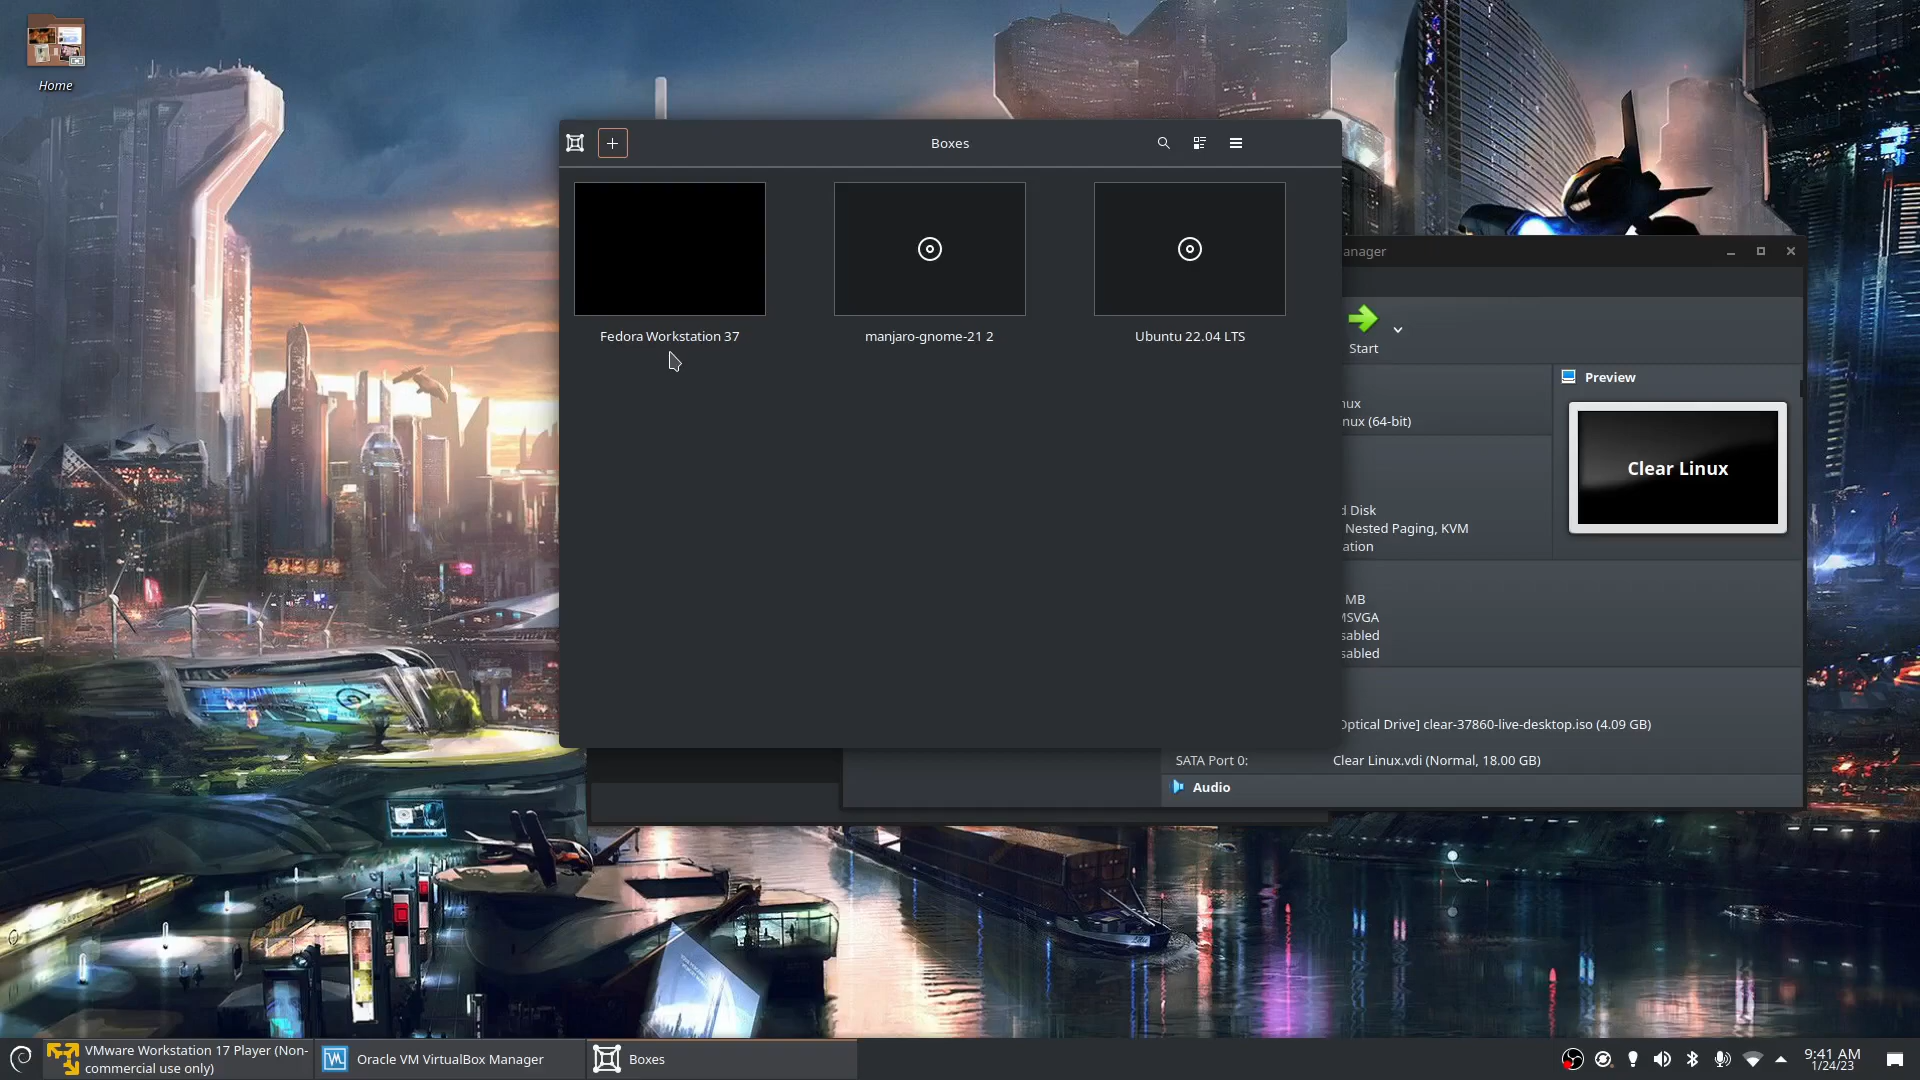 Home
Boxes
Fedora Workstation 37
manjaro-gnome-21 2
Ubuntu 22.04 LTS
anager
Start
Preview
nux
nux (64-bit)
Clear Linux
d Disk
Nested Paging, KVM
ation
MB
MSVGA
sabled
sabled
Optical Drive] clear-37860-live-desktop.iso (4.09 GB)
SATA Port 0: Clear Linux.vdi (Normal, 18.00 GB)
Audio
VMware Workstation 17 Player (Non-
commercial use only)
Oracle VM VirtualBox Manager
Boxes
9:41 AM
1/24/23